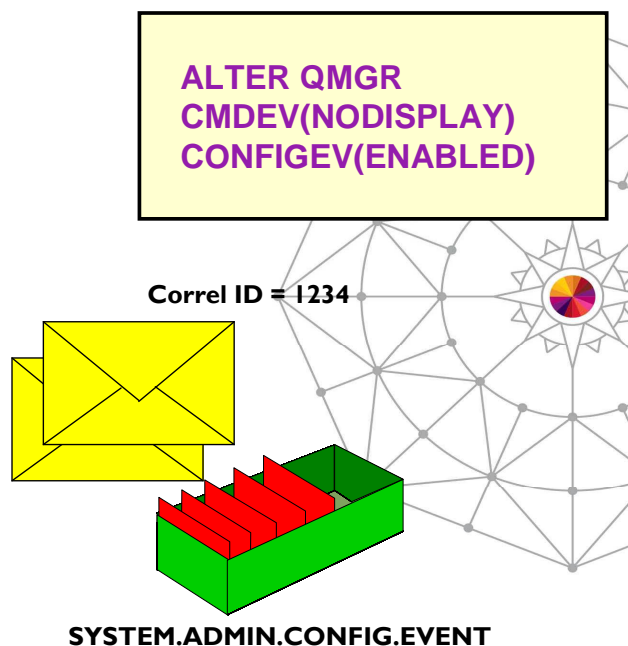 ALTER QMGR
CMDEV(NODISPLAY)
CONFIGEV(ENABLED)
Correl ID = 1234
SYSTEM.ADMIN.CONFIG.EVENT